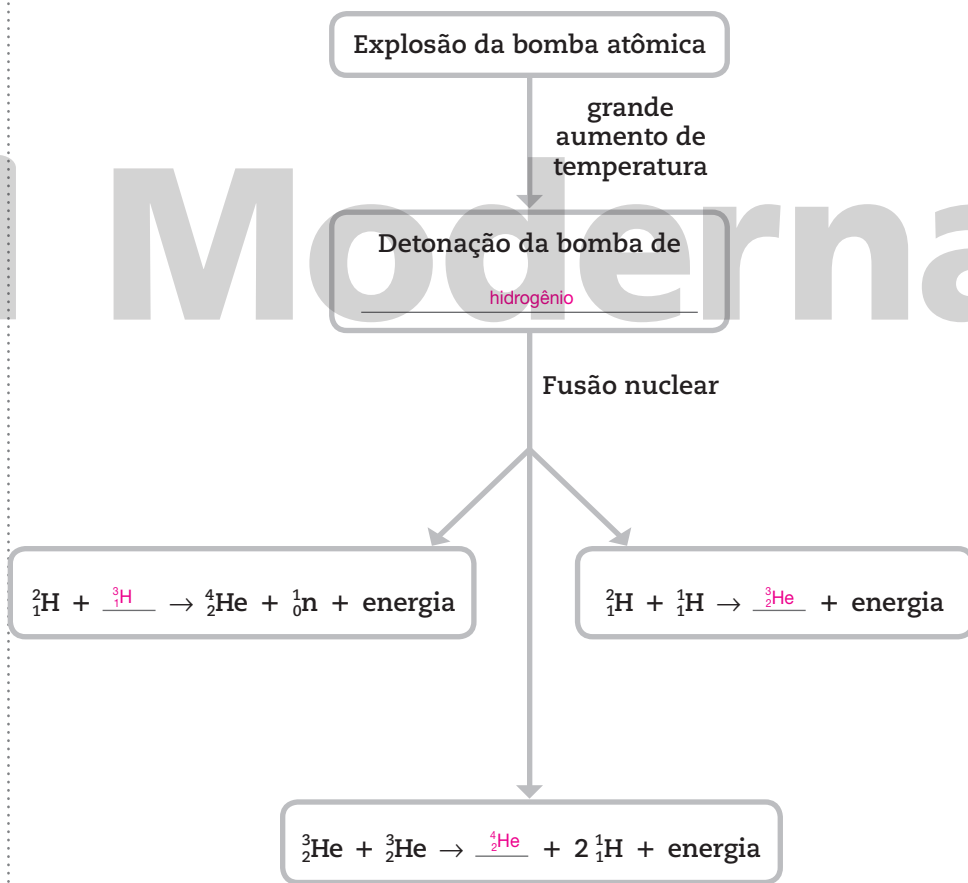 Explosão da bomba atômica
grande
aumento de
temperatura
Moderna
Detonação da bomba de
hidrogênio
Fusão nuclear
²₁H + ³₁H → ⁴₂He + ¹₀n + energia
²₁H + ¹₁H → ³₂He + energia
³₂He + ³₂He → ⁴₂He + 2 ¹₁H + energia